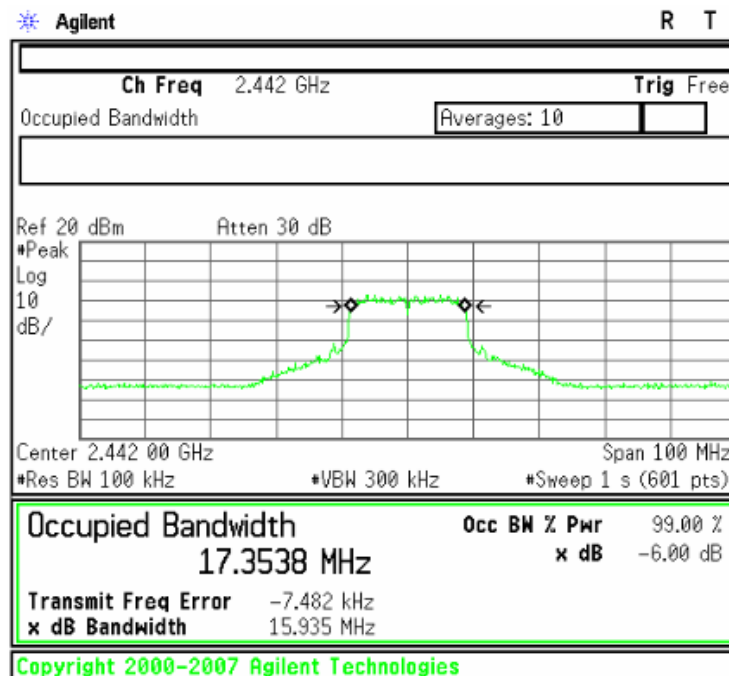 Agilent R T
Ch Freq 2.442 GHz Trig Free
Occupied Bandwidth Averages: 10
Ref 20 dBm Atten 30 dB
#Peak
Log
10
dB/
Center 2.442 00 GHz Span 100 MHz
#Res BW 100 kHz #VBW 300 kHz #Sweep 1 s (601 pts)
Occupied Bandwidth Occ BW % Pwr 99.00 %
17.3538 MHz x dB -6.00 dB
Transmit Freq Error -7.482 kHz
x dB Bandwidth 15.935 MHz
Copyright 2000-2007 Agilent Technologies